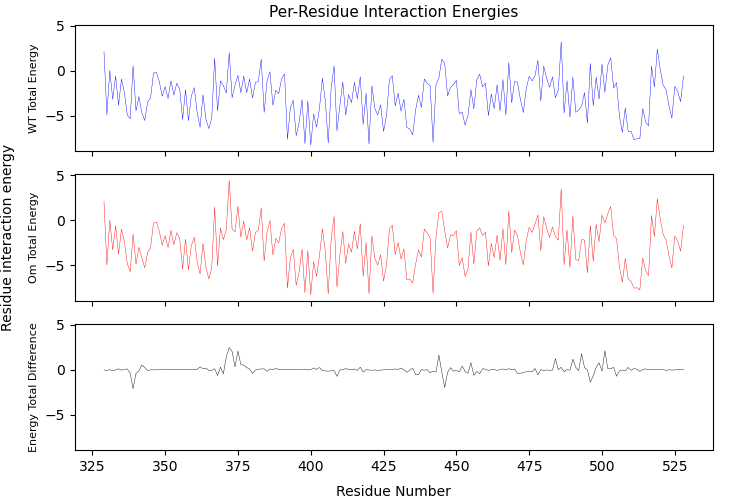 Per-Residue Interaction Energies
Residue interaction energy
WT Total Energy
5
0
−5
Om Total Energy
5
0
−5
Energy Total Difference
5
0
−5
325 350 375 400 425 450 475 500 525
Residue Number